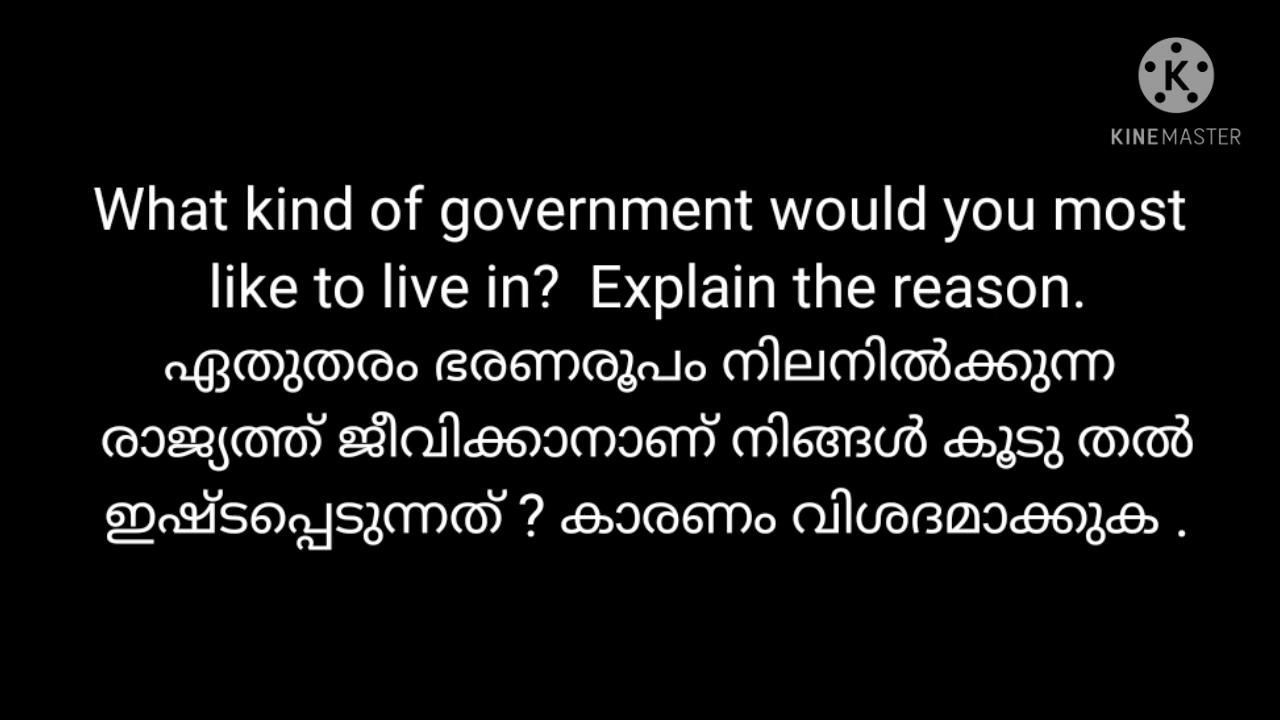 K
KINEMASTER
What kind of government would you most
like to live in? Explain the reason.
ഏതുതരം ഭരണരൂപം നിലനിൽക്കുന്ന
രാജ്യത്ത് ജീവിക്കാനാണ് നിങ്ങൾ കൂടു തൽ
ഇഷ്ടപ്പെടുന്നത് ? കാരണം വിശദമാക്കുക .